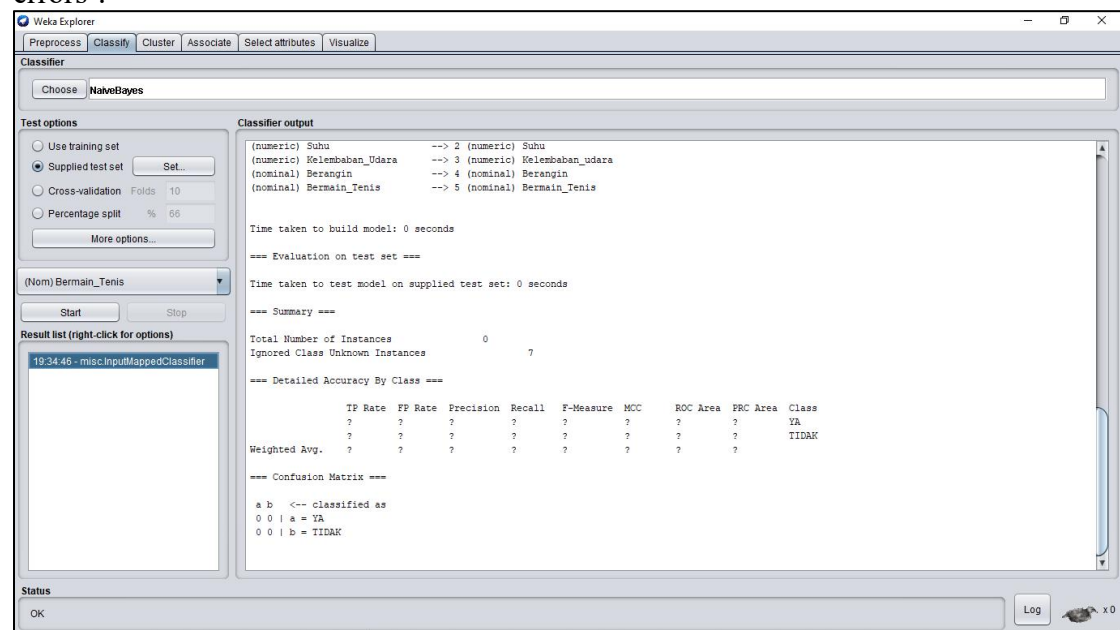 errors".
Weka Explorer
Preprocess Classify Cluster Associate Select attributes Visualize
Classifier
Choose NaiveBayes
Test options
Use training set
Supplied test set Set...
Cross-validation Folds 10
Percentage split % 66
More options...
(Nom) Bermain_Tenis
Start Stop
Result list (right-click for options)
19:34:46 - misc.InputMappedClassifier
Classifier output
(numeric) Suhu --> 2 (numeric) Suhu
(numeric) Kelembaban_Udara --> 3 (numeric) Kelembaban_udara
(nominal) Berangin --> 4 (nominal) Berangin
(nominal) Bermain_Tenis --> 5 (nominal) Bermain_Tenis
Time taken to build model: 0 seconds
=== Evaluation on test set ===
Time taken to test model on supplied test set: 0 seconds
=== Summary ===
Total Number of Instances 0
Ignored Class Unknown Instances 7
=== Detailed Accuracy By Class ===
TP Rate FP Rate Precision Recall F-Measure MCC ROC Area PRC Area Class
? ? ? ? ? ? ? ? YA
? ? ? ? ? ? ? ? TIDAK
Weighted Avg. ? ? ? ? ? ? ? ?
=== Confusion Matrix ===
a b <-- classified as
0 0 | a = YA
0 0 | b = TIDAK
Status
OK
Log x 0